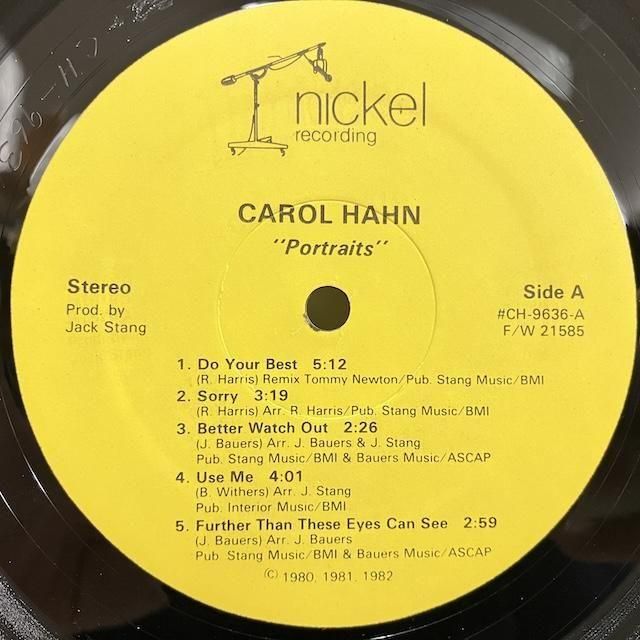 CH-963
nickel
recording
CAROL HAHN
"Portraits"
Stereo
Prod. by
Jack Stang
Side A
#CH-9636-A
F/W 21585
1. Do Your Best 5:12
(R. Harris) Remix Tommy Newton/Pub. Stang Music/BMI
2. Sorry 3:19
(R. Harris) Arr. R. Harris/Pub. Stang Music/BMI
3. Better Watch Out 2:26
(J. Bauers) Arr. J. Bauers & J. Stang
Pub. Stang Music/BMI & Bauers Music/ASCAP
4. Use Me 4:01
(B. Withers) Arr. J. Stang
Pub. Interior Music/BMI
5. Further Than These Eyes Can See 2:59
(J. Bauers) Arr. J. Bauers
Pub. Stang Music/BMI & Bauers Music/ASCAP
(C) 1980, 1981, 1982